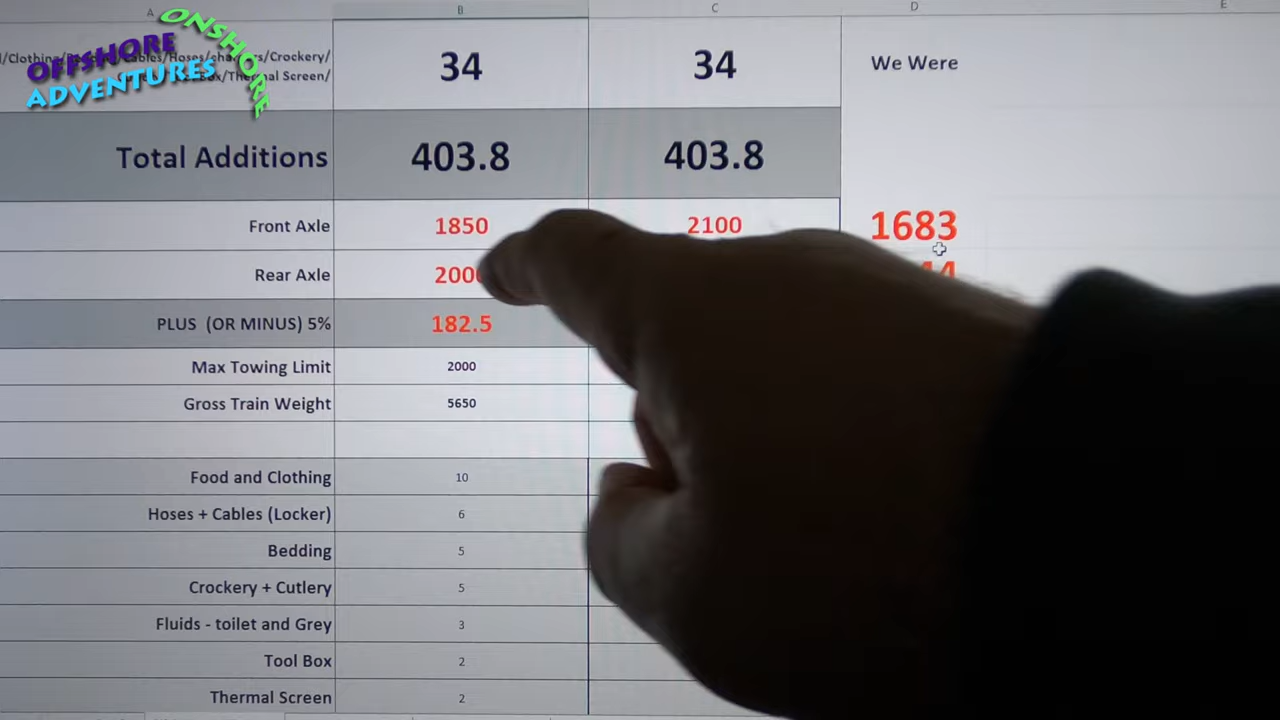 A B C D E
OFFSHORE ONSHORE ADVENTURES
34 34 We Were
Total Additions 403.8 403.8
Front Axle 1850 2100 1683
Rear Axle
PLUS (OR MINUS) 5% 182.5
Max Towing Limit 2000
Gross Train Weight 5650
Food and Clothing 10
Hoses + Cables (Locker) 6
Bedding 5
Crockery + Cutlery 5
Fluids - toilet and Grey 3
Tool Box 2
Thermal Screen 2